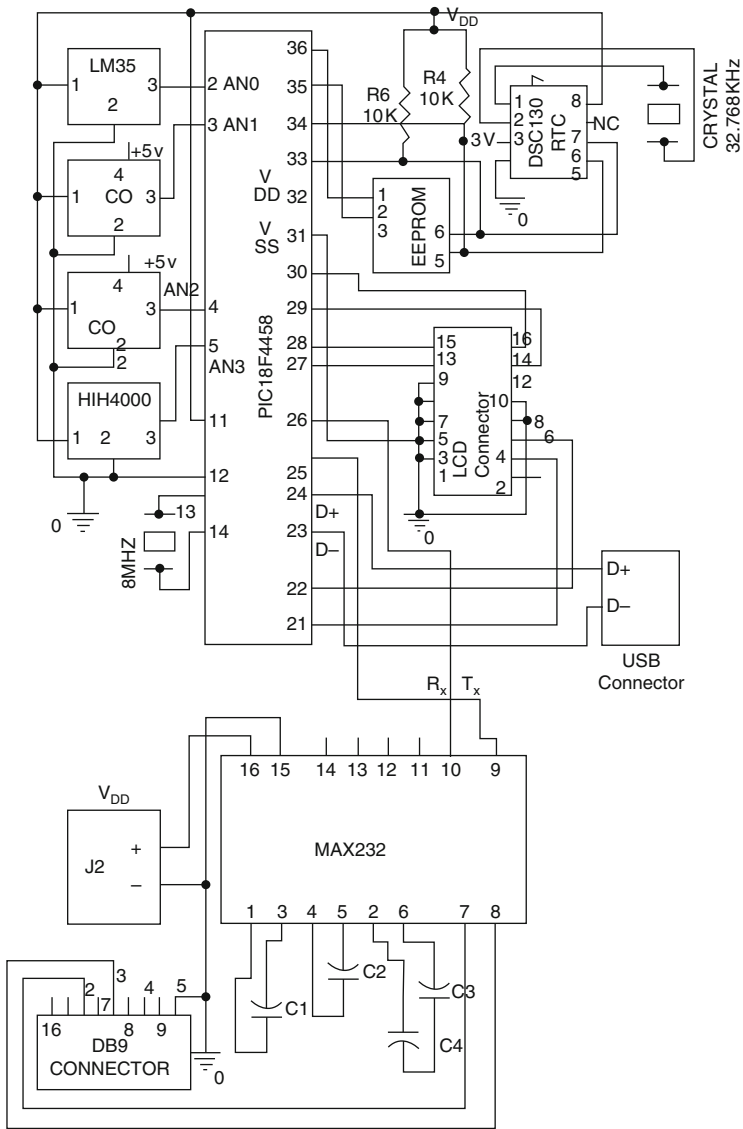 V_DD
LM35
1
3
2
2 AN0
+5v
4
CO
1
3
2
3 AN1
+5v
4
AN2
1
3
CO
2
2
4
5
AN3
HIH4000
1
2
3
11
12
0
13
14
8MHZ
PIC18F4458
V
DD
V
SS
36
35
34
33
32
31
30
29
28
27
26
25
24
D+
23
D–
22
21
R6
10K
R4
10K
1
2
3
3V
7
DSC130
RTC
8
NC
7
6
5
0
CRYSTAL
32.768KHz
1
2
3
EEPROM
6
5
15
13
9
7
5
3
1
LCD
Connector
16
14
12
10
8
6
4
2
0
D+
D–
USB
Connector
R_x
T_x
16
15
14
13
12
11
10
9
MAX232
1
3
4
5
2
6
7
8
V_DD
J2
+
–
C1
C2
C3
C4
2
3
7
4
5
16
8
9
DB9
CONNECTOR
0